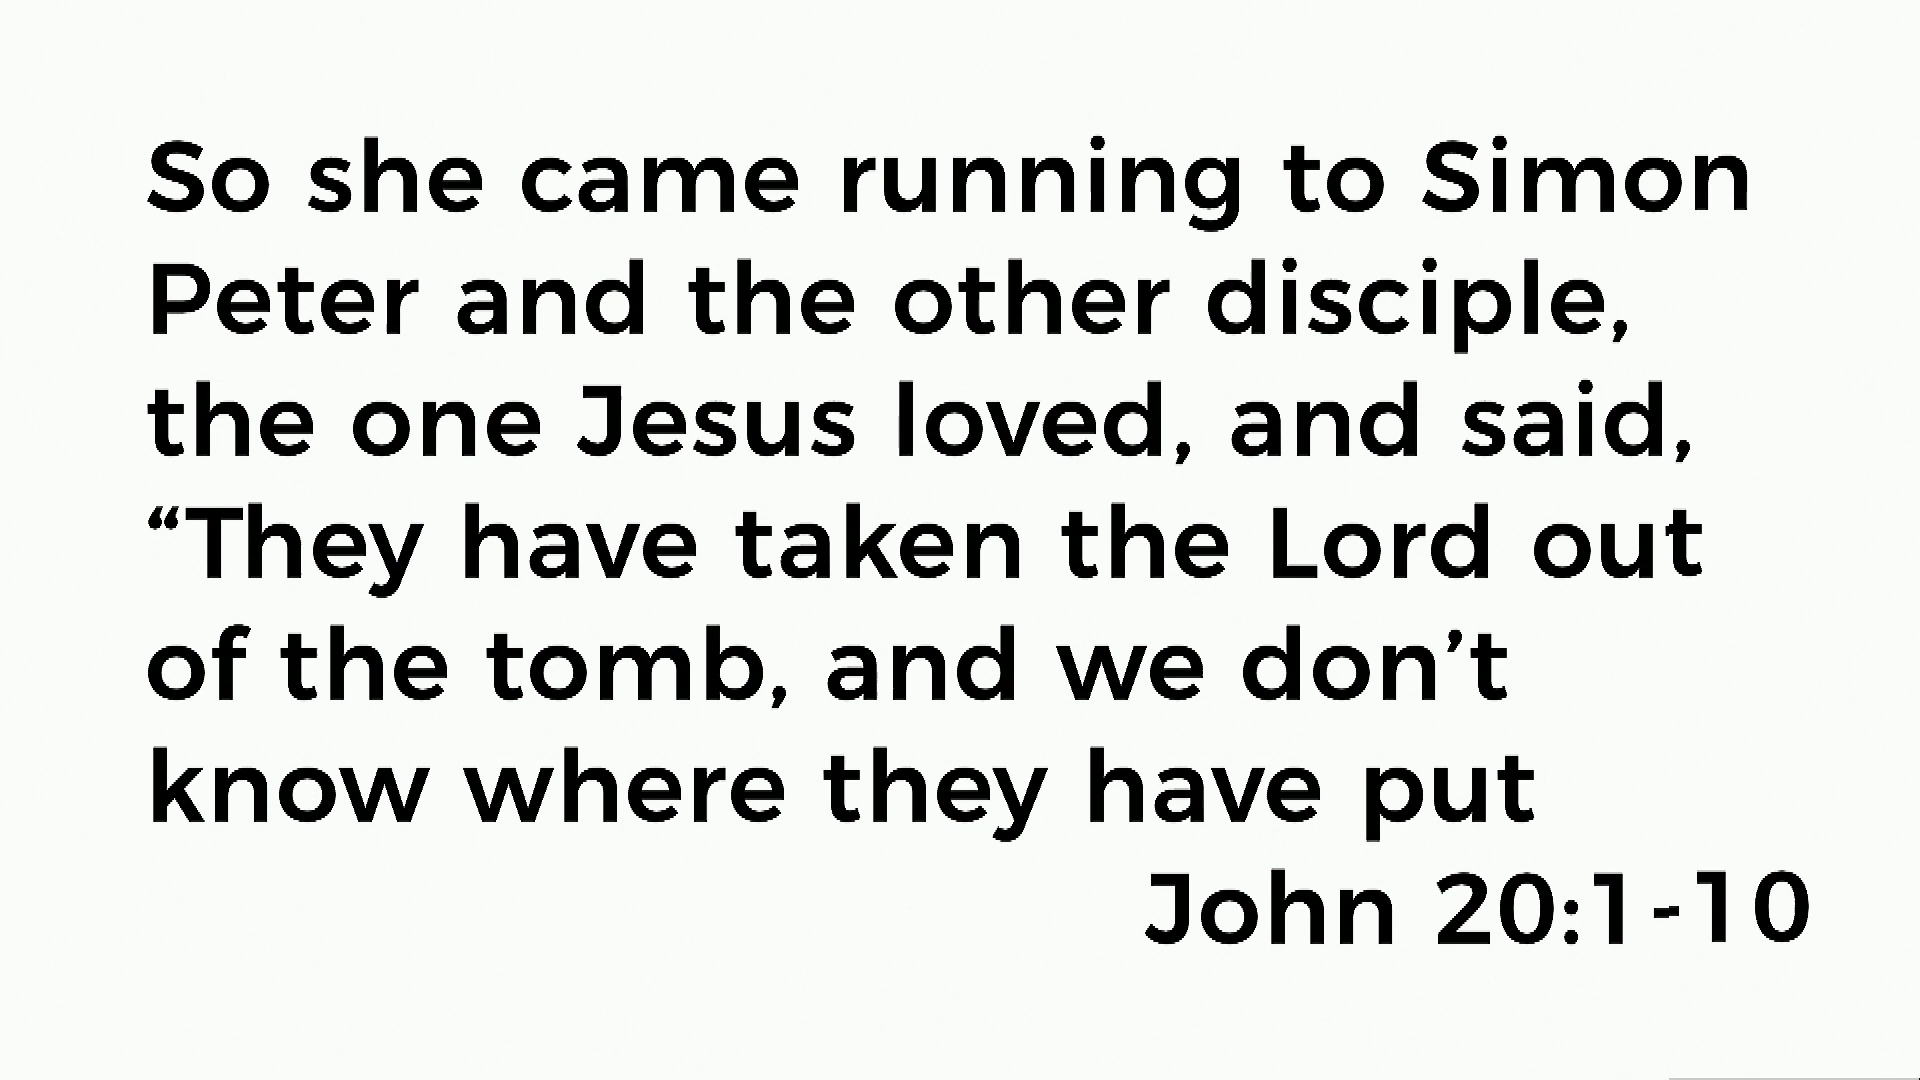 So she came running to Simon
Peter and the other disciple,
the one Jesus loved, and said,
“They have taken the Lord out
of the tomb, and we don’t
know where they have put
John 20:1-10